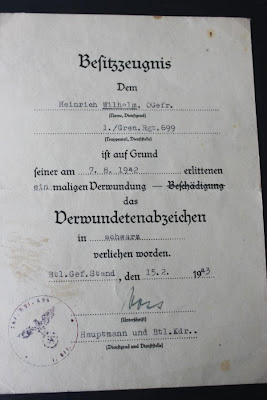 Besitzzeugnis
Dem
Heinrich Wilhelm, OGefr.
(Name, Dienstgrad)
1./Gren.Rgt.699
(Truppenteil, Dienststelle)
ist auf Grund
seiner am 7. 8. 1942 erlittenen
ein maligen Verwundung — Beschädigung
das
Verwundetenabzeichen
in schwarz
verliehen worden.
Btl.Gef.Stand, den 15.2. 1943
(Unterschrift)
Hauptmann und Btl.Kdr..
(Dienstgrad und Dienststelle)